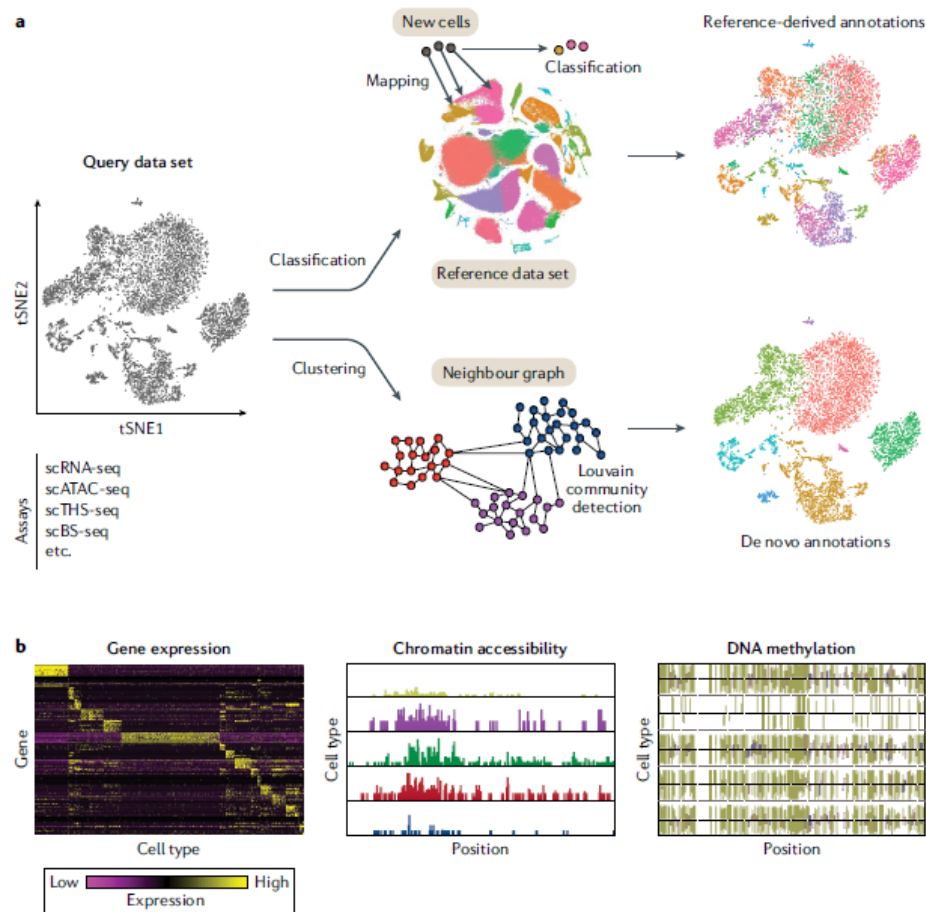 a
New cells
Mapping
Classification
Reference-derived annotations
Query data set
tSNE2
tSNE1
Classification
Reference data set
Clustering
Neighbour graph
Louvain
community
detection
De novo annotations
Assays
scRNA-seq
scATAC-seq
scTHS-seq
scBS-seq
etc.
b
Gene expression
Gene
Cell type
Low
High
Expression
Chromatin accessibility
Cell type
Position
DNA methylation
Cell type
Position